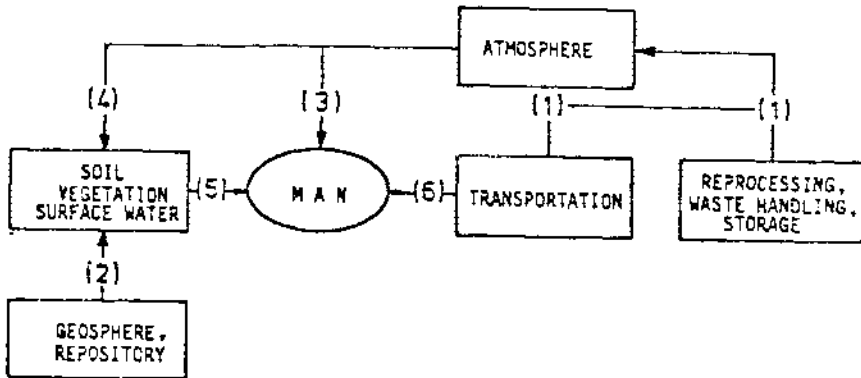 ATMOSPHERE
(4)
(3)
(1)
(1)
SOIL
VEGETATION
SURFACE WATER
(5)
MAN
(6)
TRANSPORTATION
REPROCESSING,
WASTE HANDLING,
STORAGE
(2)
GEOSPHERE,
REPOSITORY